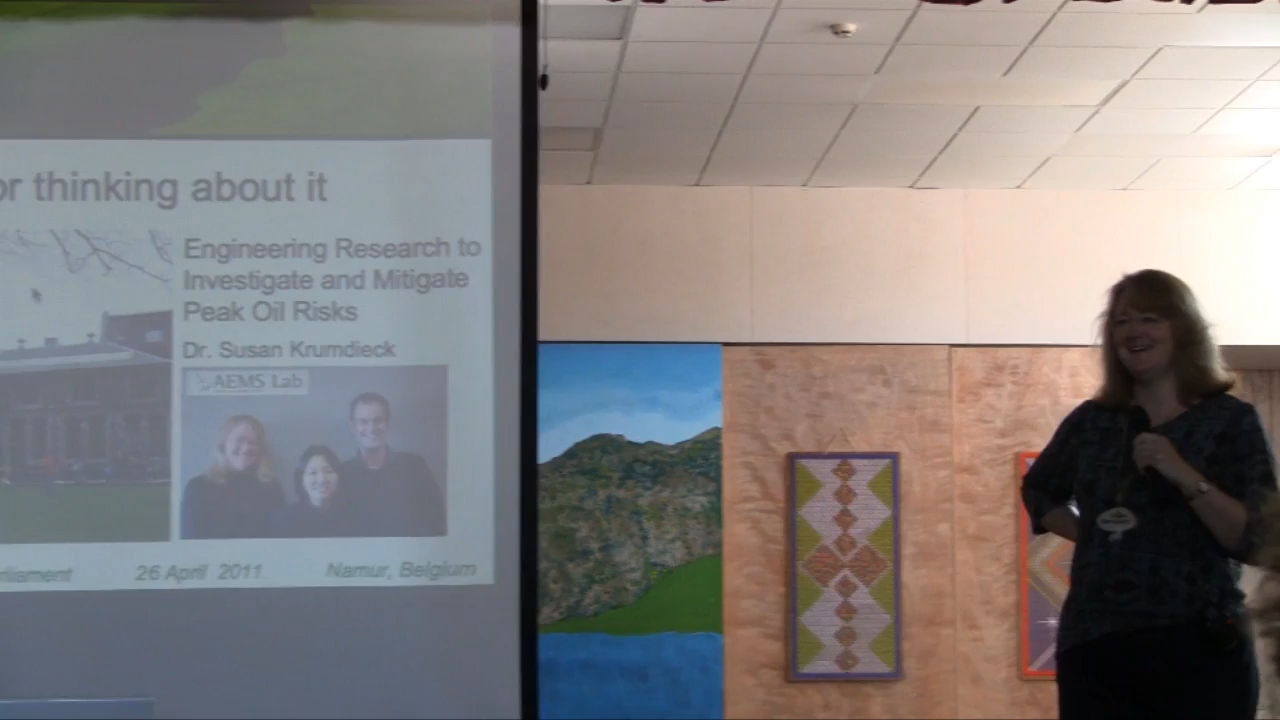 or thinking about it
Engineering Research to
Investigate and Mitigate
Peak Oil Risks
Dr. Susan Krumdieck
AEMS Lab
rliament 26 April 2011 Namur, Belgium